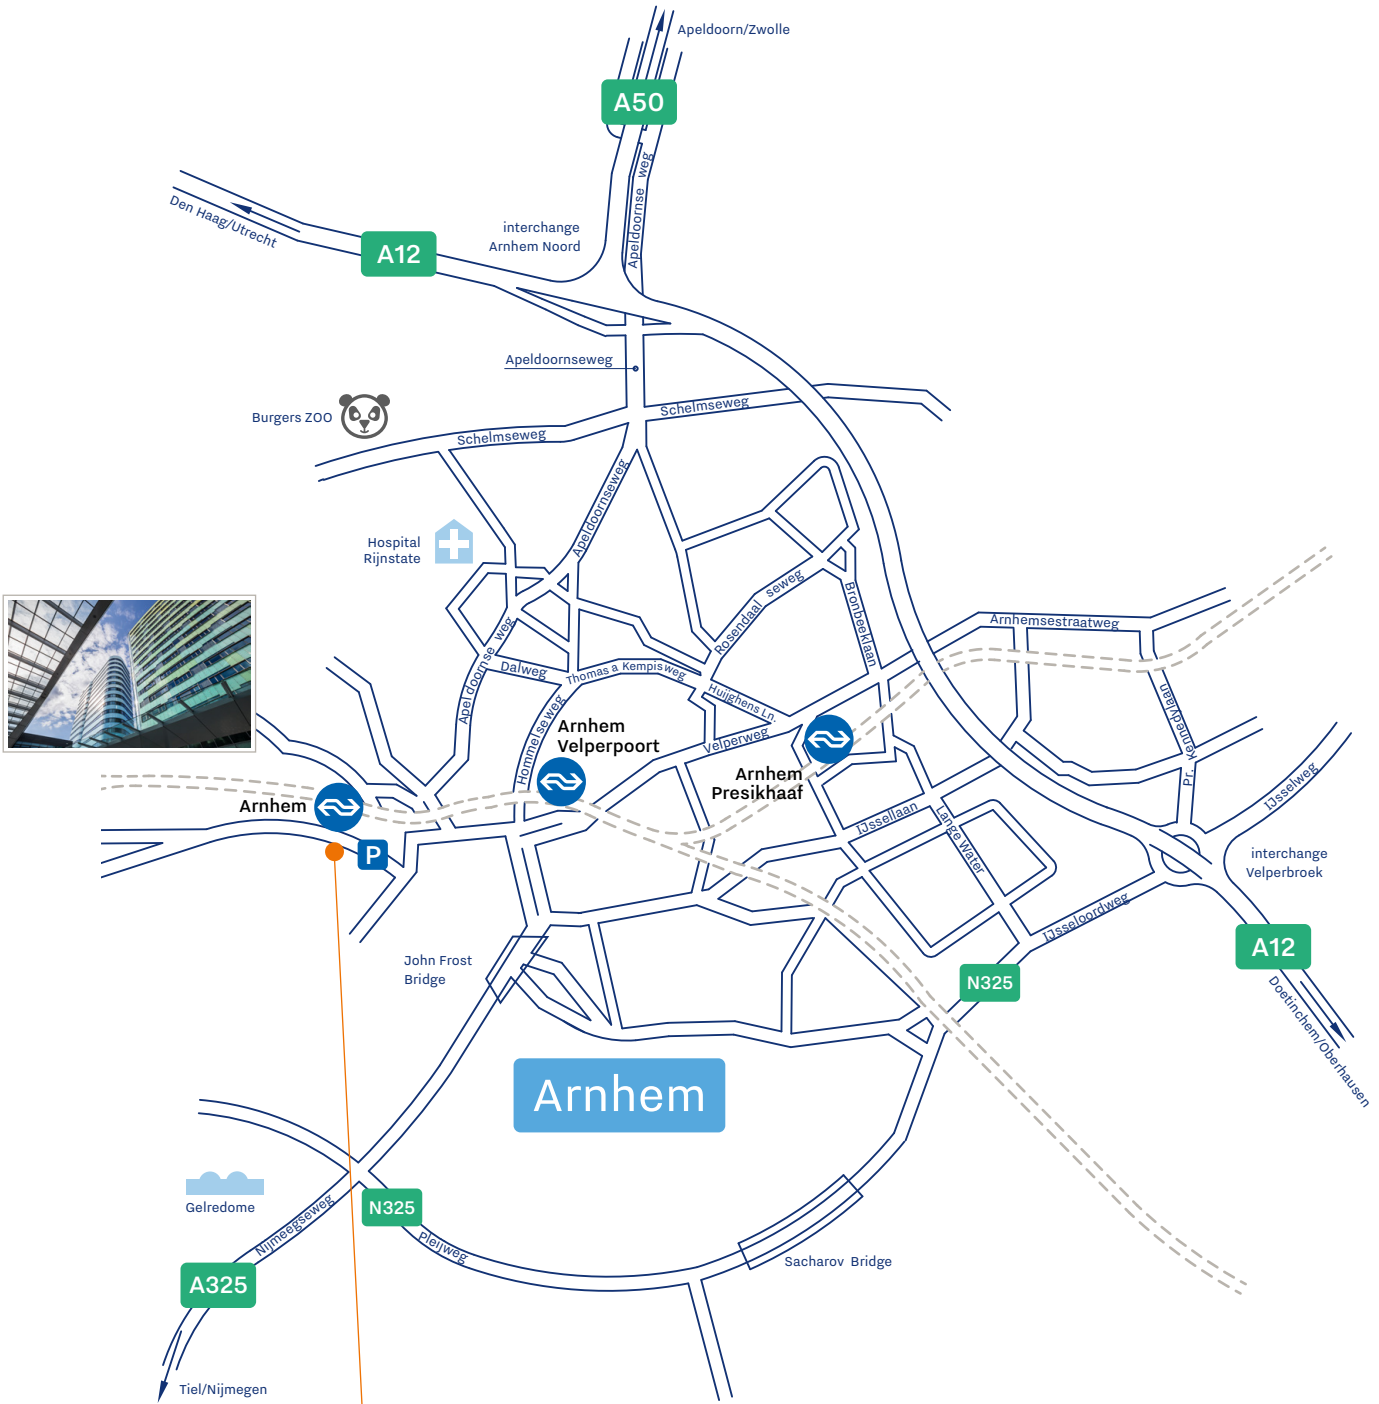 Apeldoorn/Zwolle
A50
Apeldoornse weg
Den Haag/Utrecht
A12
interchange
Arnhem Noord
Apeldoornseweg
Schelmseweg
Burgers ZOO
Schelmseweg
Apeldoornseweg
Hospital
Rijnstate
Rosendaal seweg
Bronbeeklaan
Arnhemsestraatweg
Apeldoornse weg
Dalweg
Thomas a Kempisweg
Huijghens Ln.
Hommelseweg
Arnhem
Velperpoort
Velperweg
Arnhem
Presikhaaf
Pr. Kennedylaan
IJsselweg
Arnhem
P
IJssellaan
Lange Water
interchange
Velperbroek
IJsseloordweg
A12
John Frost
Bridge
N325
Doetinchem/Oberhausen
Arnhem
Gelredome
N325
Nijmeegseweg
Pleijweg
Sacharov Bridge
A325
Tiel/Nijmegen